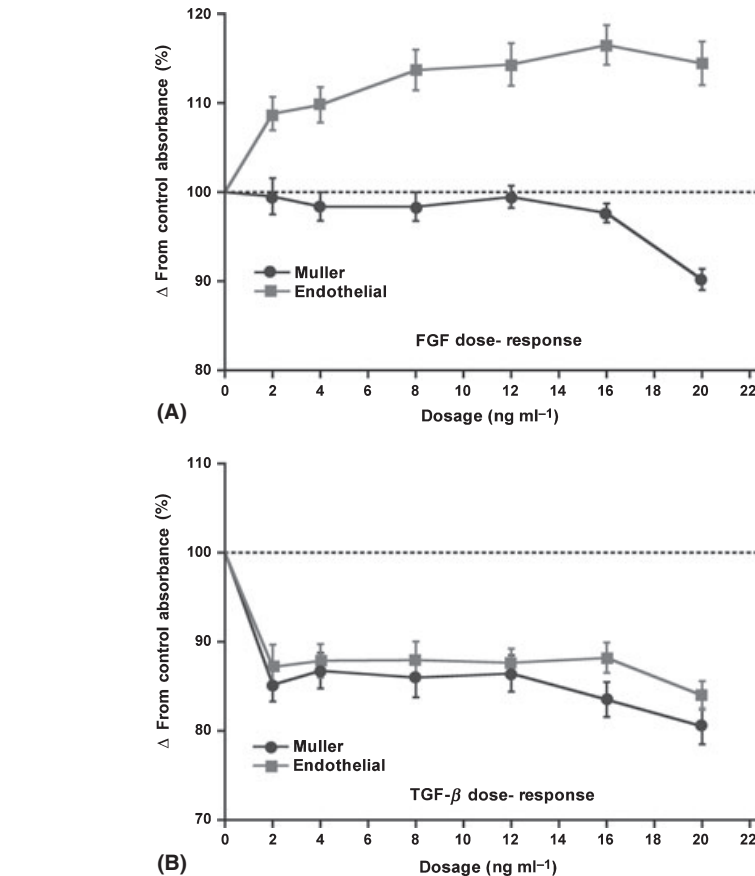 120
110
100
90
80
Δ From control absorbance (%)
Muller
Endothelial
FGF dose- response
0 2 4 6 8 10 12 14 16 18 20 22
Dosage (ng ml⁻¹)
(A)
110
100
90
80
70
Δ From control absorbance (%)
Muller
Endothelial
TGF-β dose- response
0 2 4 6 8 10 12 14 16 18 20 22
Dosage (ng ml⁻¹)
(B)